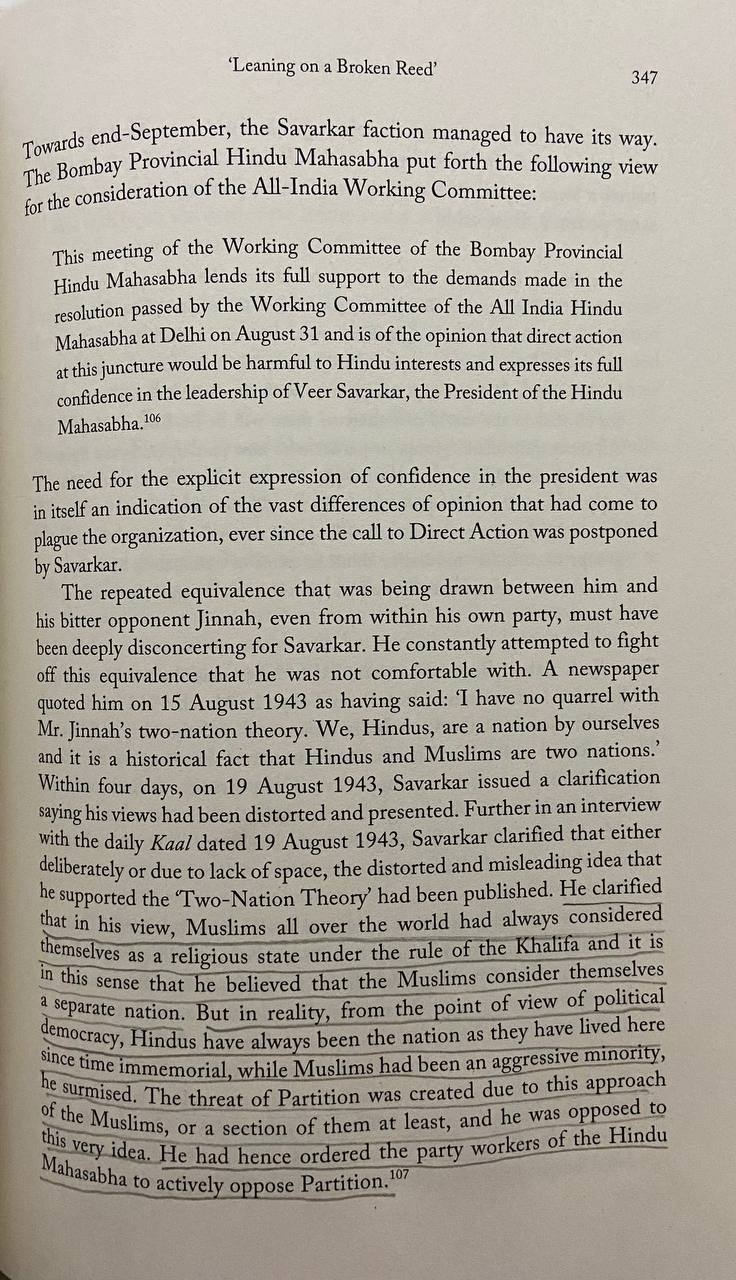 ‘Leaning on a Broken Reed’
347
Towards end-September, the Savarkar faction managed to have its way.
The Bombay Provincial Hindu Mahasabha put forth the following view
for the consideration of the All-India Working Committee:
This meeting of the Working Committee of the Bombay Provincial
Hindu Mahasabha lends its full support to the demands made in the
resolution passed by the Working Committee of the All India Hindu
Mahasabha at Delhi on August 31 and is of the opinion that direct action
at this juncture would be harmful to Hindu interests and expresses its full
confidence in the leadership of Veer Savarkar, the President of the Hindu
Mahasabha.106
The need for the explicit expression of confidence in the president was
in itself an indication of the vast differences of opinion that had come to
plague the organization, ever since the call to Direct Action was postponed
by Savarkar.
The repeated equivalence that was being drawn between him and
his bitter opponent Jinnah, even from within his own party, must have
been deeply disconcerting for Savarkar. He constantly attempted to fight
off this equivalence that he was not comfortable with. A newspaper
quoted him on 15 August 1943 as having said: ‘I have no quarrel with
Mr. Jinnah’s two-nation theory. We, Hindus, are a nation by ourselves
and it is a historical fact that Hindus and Muslims are two nations.’
Within four days, on 19 August 1943, Savarkar issued a clarification
saying his views had been distorted and presented. Further in an interview
with the daily Kaal dated 19 August 1943, Savarkar clarified that either
deliberately or due to lack of space, the distorted and misleading idea that
he supported the ‘Two-Nation Theory’ had been published. He clarified
that in his view, Muslims all over the world had always considered
themselves as a religious state under the rule of the Khalifa and it is
in this sense that he believed that the Muslims consider themselves
a separate nation. But in reality, from the point of view of political
democracy, Hindus have always been the nation as they have lived here
since time immemorial, while Muslims had been an aggressive minority,
he surmised. The threat of Partition was created due to this approach
of the Muslims, or a section of them at least, and he was opposed to
this very idea. He had hence ordered the party workers of the Hindu
Mahasabha to actively oppose Partition.107